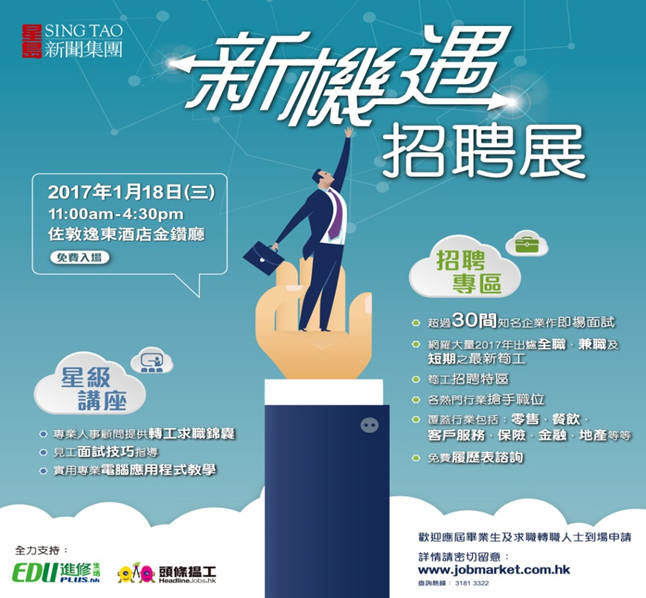 星島 SING TAO
新聞集團
新機遇
招聘展
2017年1月18日(三)
11:00am-4:30pm
佐敦逸東酒店金鑽廳
免費入場
招聘
專區
超過30間知名企業作即場面試
網羅大量2017年出爐全職、兼職及
短期之最新筍工
筍工招聘特區
各熱門行業搶手職位
覆蓋行業包括：零售、餐飲、
客戶服務、保險、金融、地產等等
免費履歷表諮詢
星級
講座
專業人事顧問提供轉工求職錦囊
見工面試技巧指導
實用專業電腦應用程式教學
全力支持：
EDU進修生活
PLUS.hk
頭條搵工
HeadlineJobs.hk
歡迎應屆畢業生及求職轉職人士到場申請
詳情請密切留意：
www.jobmarket.com.hk
查詢熱線：3181 3322